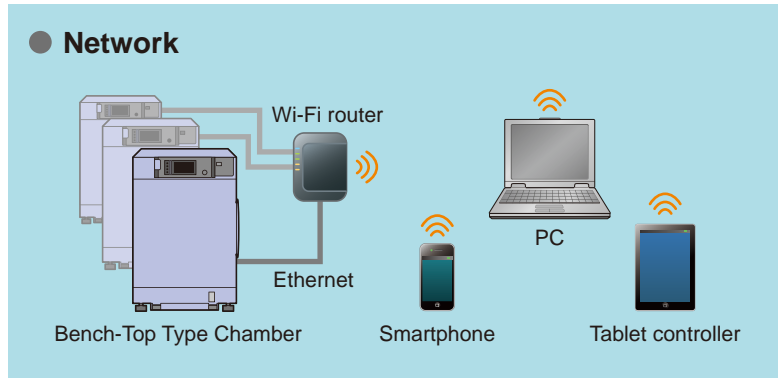 Network
Wi-Fi router
PC
Ethernet
Bench-Top Type Chamber
Smartphone
Tablet controller